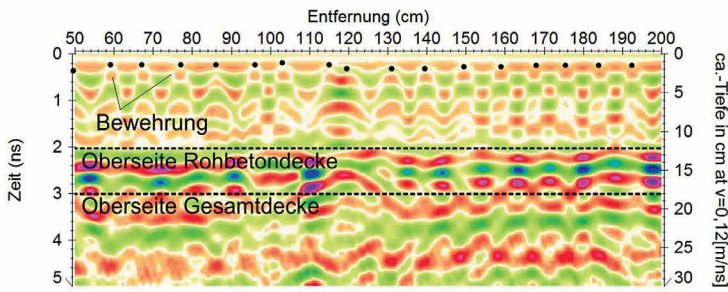 Entfernung (cm)
50 60 70 80 90 100 110 120 130 140 150 160 170 180 190 200
0 0
5
1
Bewehrung
10
2
Oberseite Rohbetondecke
15
3
Oberseite Gesamtdecke
20
4
25
5 30
Zeit (ns)
ca.-Tiefe in cm at v=0,12[m/ns]